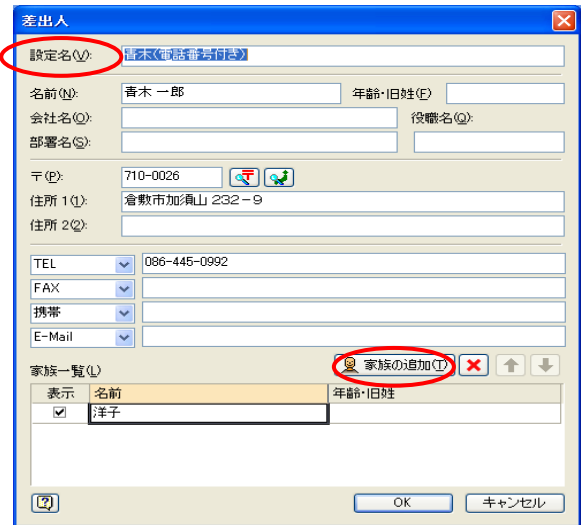 差出人
設定名(V): 青木(電話番号付き)
名前(N): 青木 一郎 年齢・旧姓(F)
会社名(O): 役職名(Q):
部署名(S):
〒(P): 710-0026 〒
住所 1(1): 倉敷市加須山 232-9
住所 2(2):
TEL 086-445-0992
FAX
携帯
E-Mail
家族一覧(L) 家族の追加(T)
表示 名前 年齢・旧姓
洋子
OK キャンセル